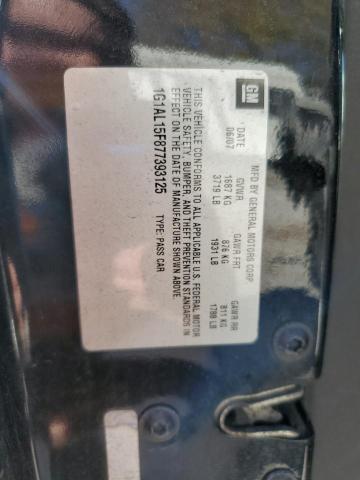 GM
MFD BY GENERAL MOTORS CORP
DATE GVWR GAWR FRT GAWR RR
06/07 1687 KG 876 KG 811 KG
3719 LB 1931 LB 1788 LB
THIS VEHICLE CONFORMS TO ALL APPLICABLE U.S. FEDERAL MOTOR
VEHICLE SAFETY, BUMPER, AND THEFT PREVENTION STANDARDS IN
EFFECT ON THE DATE OF MANUFACTURE SHOWN ABOVE.
1G1AL15F877393125 TYPE: PASS CAR